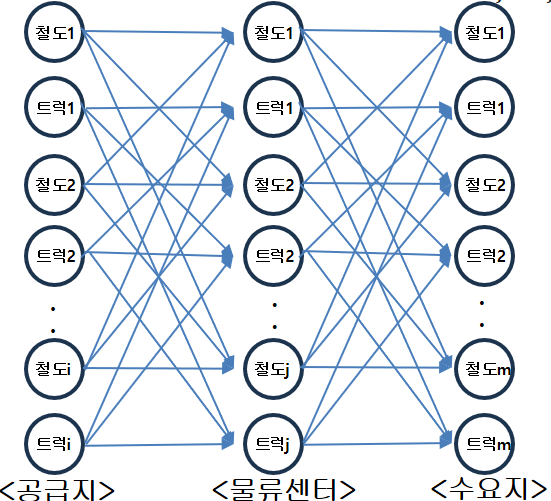 철도1 철도1 철도1
트럭1 트럭1 트럭1
철도2 철도2 철도2
트럭2 트럭2 트럭2
철도i 철도j 철도m
트럭i 트럭j 트럭m
<공급지> <물류센터> <수요지>